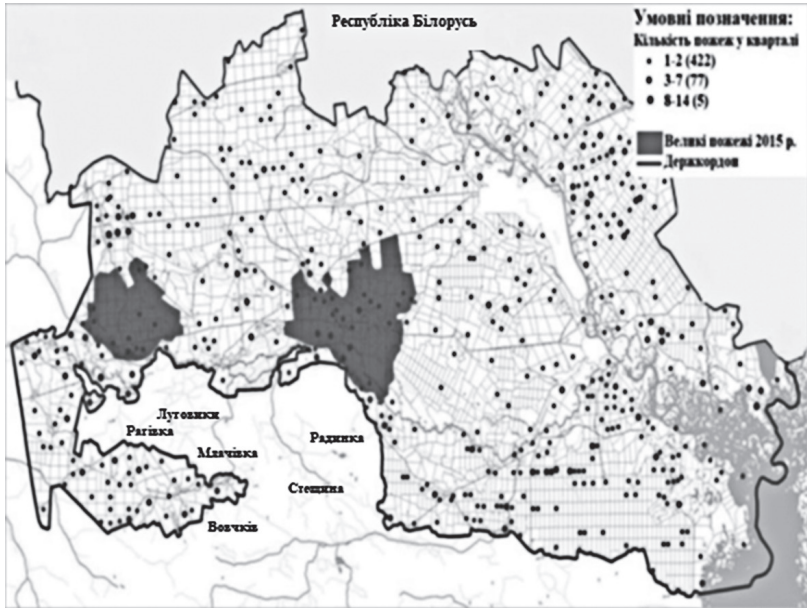 Республіка Білорусь
Умовні позначення:
Кількість пожеж у кварталі
1-2 (422)
3-7 (77)
8-14 (5)
Великі пожежі 2015 р.
Держкордон
Луговики
Рагівка
Млачівка
Радинка
Стещина
Вовчків